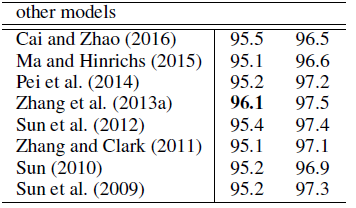 other models
Cai and Zhao (2016) 95.5 96.5
Ma and Hinrichs (2015) 95.1 96.6
Pei et al. (2014) 95.2 97.2
Zhang et al. (2013a) 96.1 97.5
Sun et al. (2012) 95.4 97.4
Zhang and Clark (2011) 95.1 97.1
Sun (2010) 95.2 96.9
Sun et al. (2009) 95.2 97.3